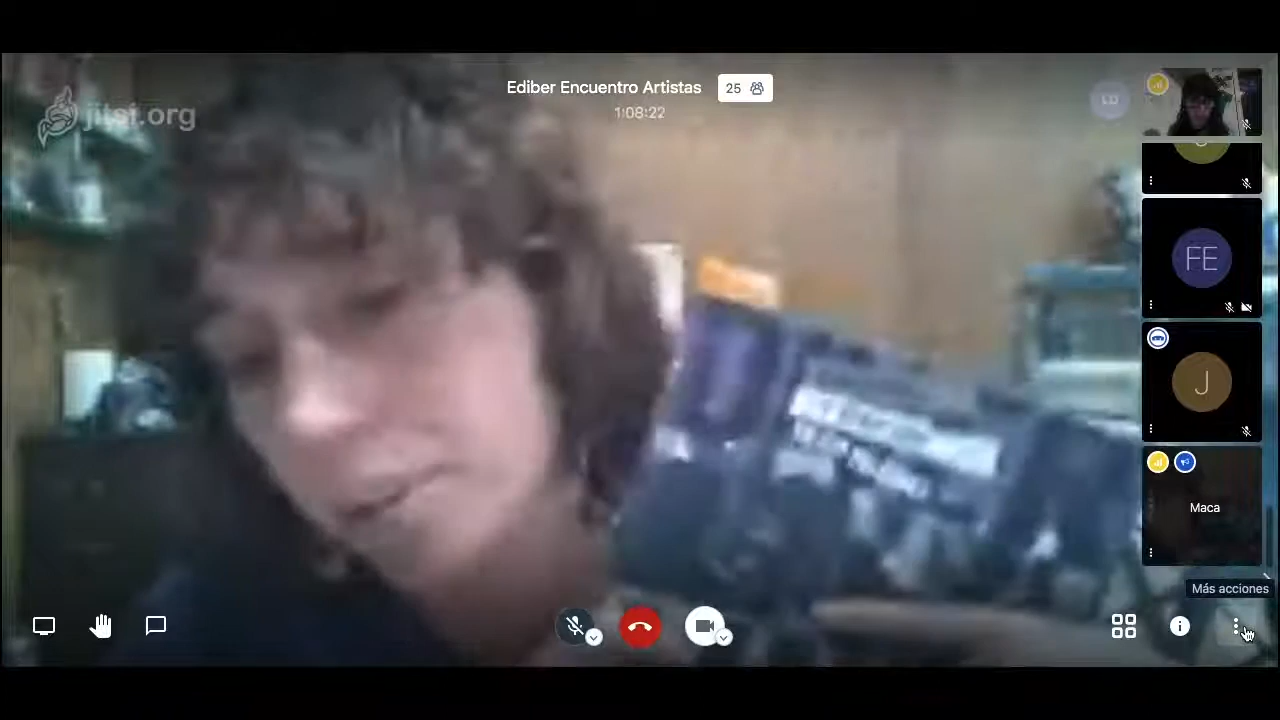 jitsi.org
Ediber Encuentro Artistas
25
1:08:22
LD
FE
J
Maca
Más acciones